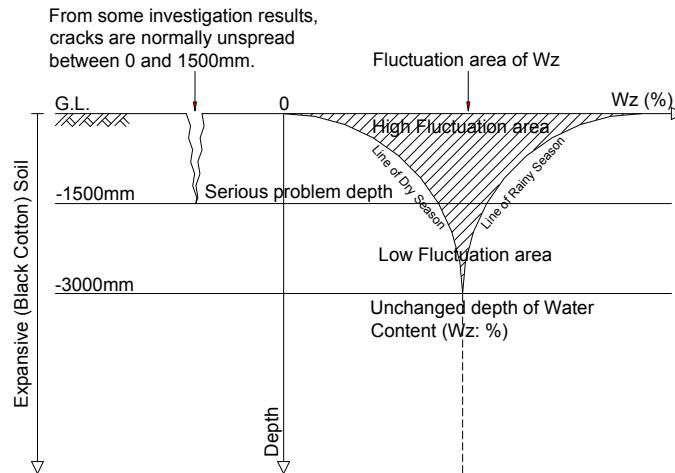 From some investigation results,
cracks are normally unspread
between 0 and 1500mm.
Fluctuation area of Wz
G.L.
0
Wz (%)
High Fluctuation area
Line of Dry Season
Line of Rainy Season
-1500mm
Serious problem depth
Low Fluctuation area
-3000mm
Unchanged depth of Water
Content (Wz: %)
Expansive (Black Cotton) Soil
Depth